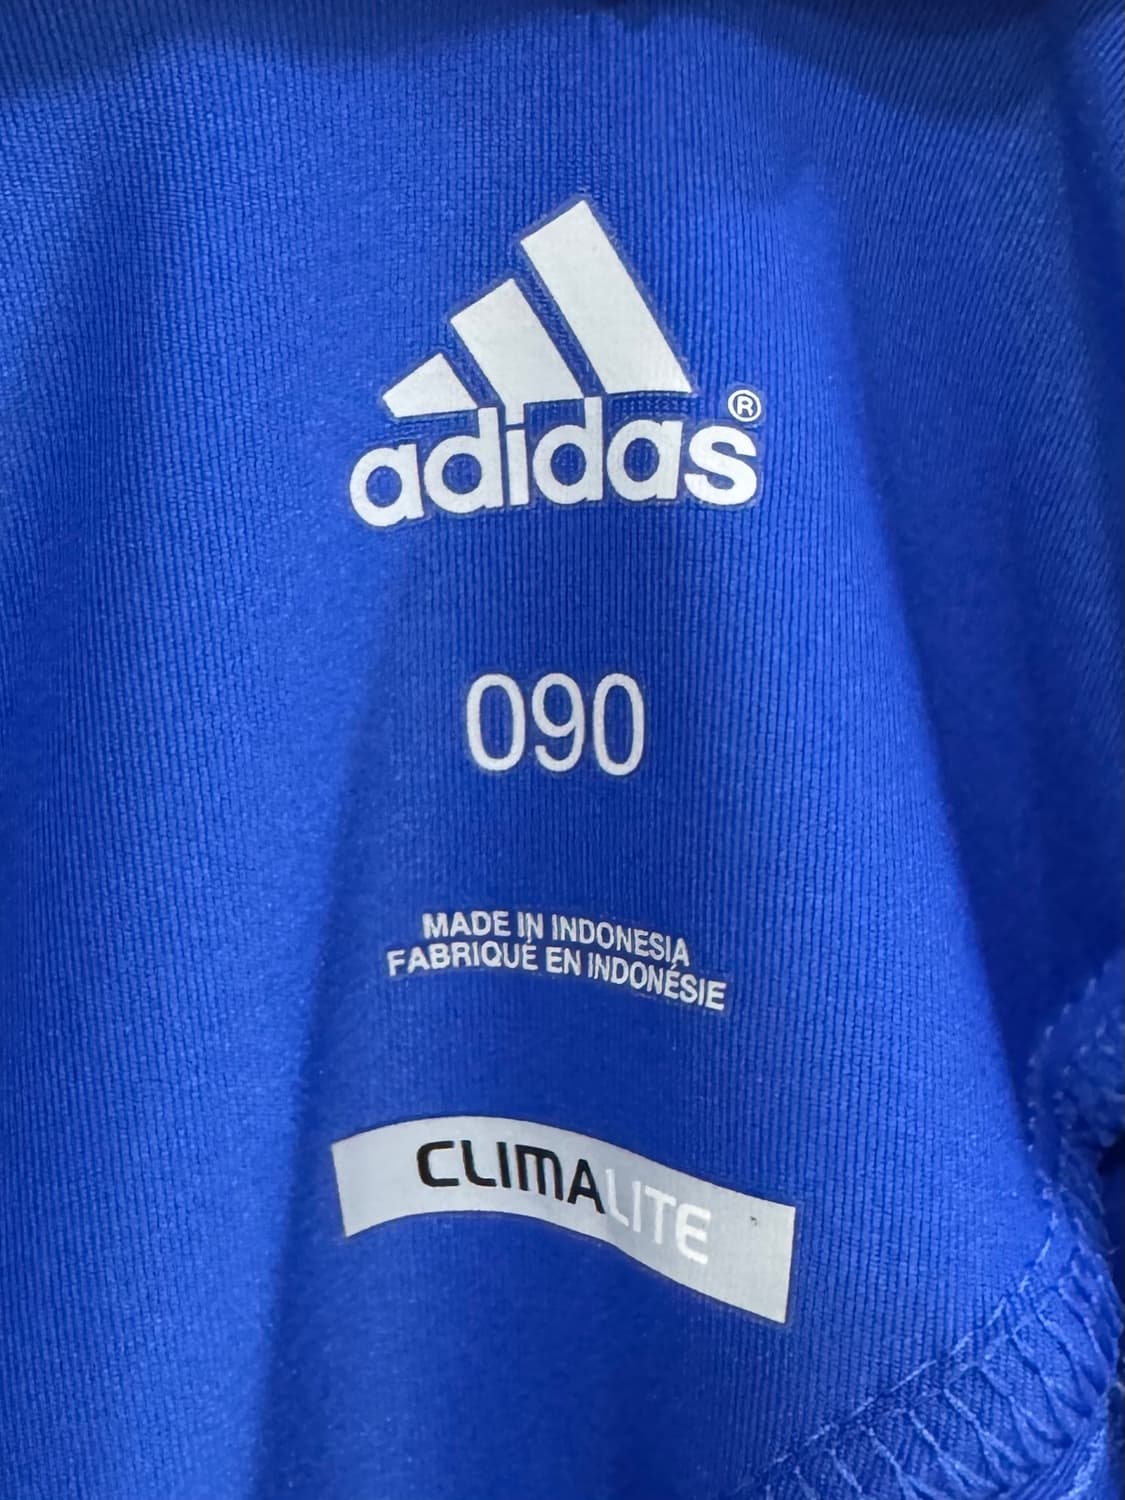 adidas®
090
MADE IN INDONESIA
FABRIQUÉ EN INDONÉSIE
CLIMALITE